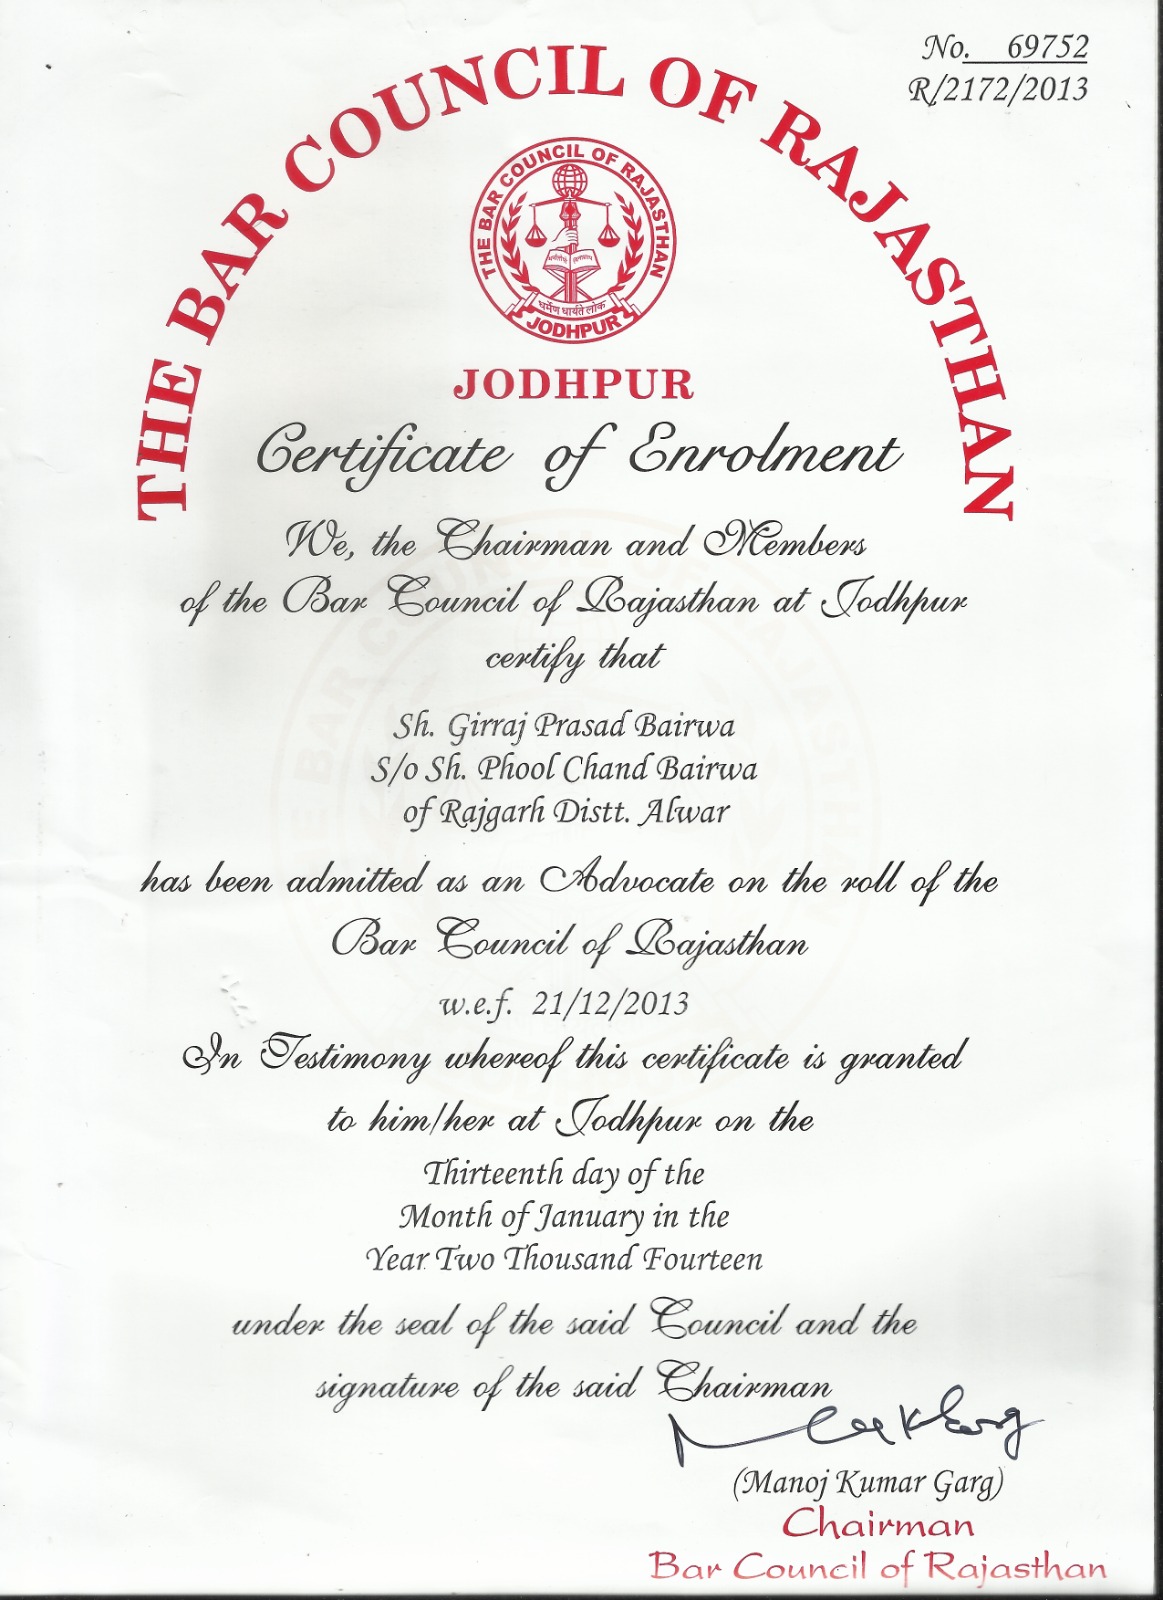 No. 69752
R/2172/2013
THE BAR COUNCIL OF RAJASTHAN
THE BAR COUNCIL OF RAJASTHAN
धर्मेण धार्यते लोक
JODHPUR
JODHPUR
Certificate of Enrolment
We, the Chairman and Members
of the Bar Council of Rajasthan at Jodhpur
certify that
Sh. Girraj Prasad Bairwa
S/o Sh. Phool Chand Bairwa
of Rajgarh Distt. Alwar
has been admitted as an Advocate on the roll of the
Bar Council of Rajasthan
w.e.f. 21/12/2013
In Testimony whereof this certificate is granted
to him/her at Jodhpur on the
Thirteenth day of the
Month of January in the
Year Two Thousand Fourteen
under the seal of the said Council and the
signature of the said Chairman
(Manoj Kumar Garg)
Chairman
Bar Council of Rajasthan